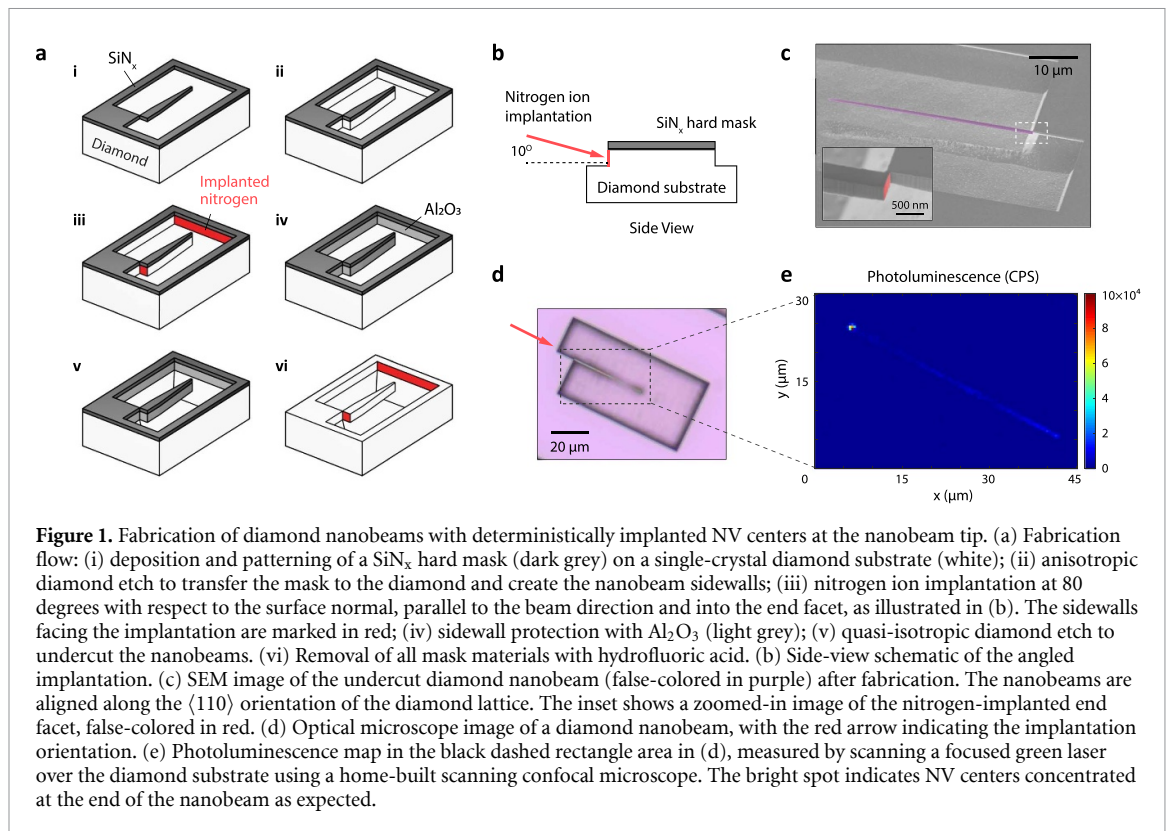 a
i
SiNₓ
Diamond
ii
iii
Implanted
nitrogen
iv
Al₂O₃
v
vi
b
Nitrogen ion
implantation
SiNₓ hard mask
10°
Diamond substrate
Side View
c
10 µm
500 nm
d
20 µm
e
Photoluminescence (CPS)
30
15
0
15
30
45
y (µm)
x (µm)
10×10⁴
8
6
4
2
0
Figure 1. Fabrication of diamond nanobeams with deterministically implanted NV centers at the nanobeam tip. (a) Fabrication
flow: (i) deposition and patterning of a SiNₓ hard mask (dark grey) on a single-crystal diamond substrate (white); (ii) anisotropic
diamond etch to transfer the mask to the diamond and create the nanobeam sidewalls; (iii) nitrogen ion implantation at 80
degrees with respect to the surface normal, parallel to the beam direction and into the end facet, as illustrated in (b). The sidewalls
facing the implantation are marked in red; (iv) sidewall protection with Al₂O₃ (light grey); (v) quasi-isotropic diamond etch to
undercut the nanobeams. (vi) Removal of all mask materials with hydrofluoric acid. (b) Side-view schematic of the angled
implantation. (c) SEM image of the undercut diamond nanobeam (false-colored in purple) after fabrication. The nanobeams are
aligned along the ⟨110⟩ orientation of the diamond lattice. The inset shows a zoomed-in image of the nitrogen-implanted end
facet, false-colored in red. (d) Optical microscope image of a diamond nanobeam, with the red arrow indicating the implantation
orientation. (e) Photoluminescence map in the black dashed rectangle area in (d), measured by scanning a focused green laser
over the diamond substrate using a home-built scanning confocal microscope. The bright spot indicates NV centers concentrated
at the end of the nanobeam as expected.